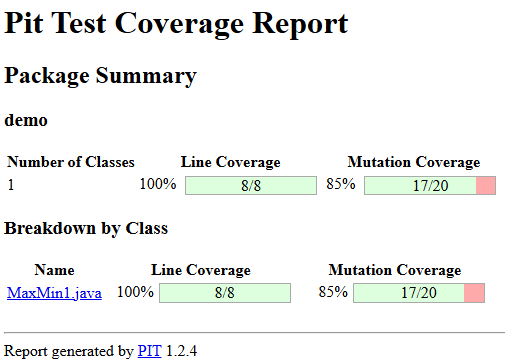 Pit Test Coverage Report
Package Summary
demo
Number of Classes Line Coverage Mutation Coverage
1 100% 8/8 85% 17/20
Breakdown by Class
Name Line Coverage Mutation Coverage
MaxMin1.java 100% 8/8 85% 17/20
Report generated by PIT 1.2.4